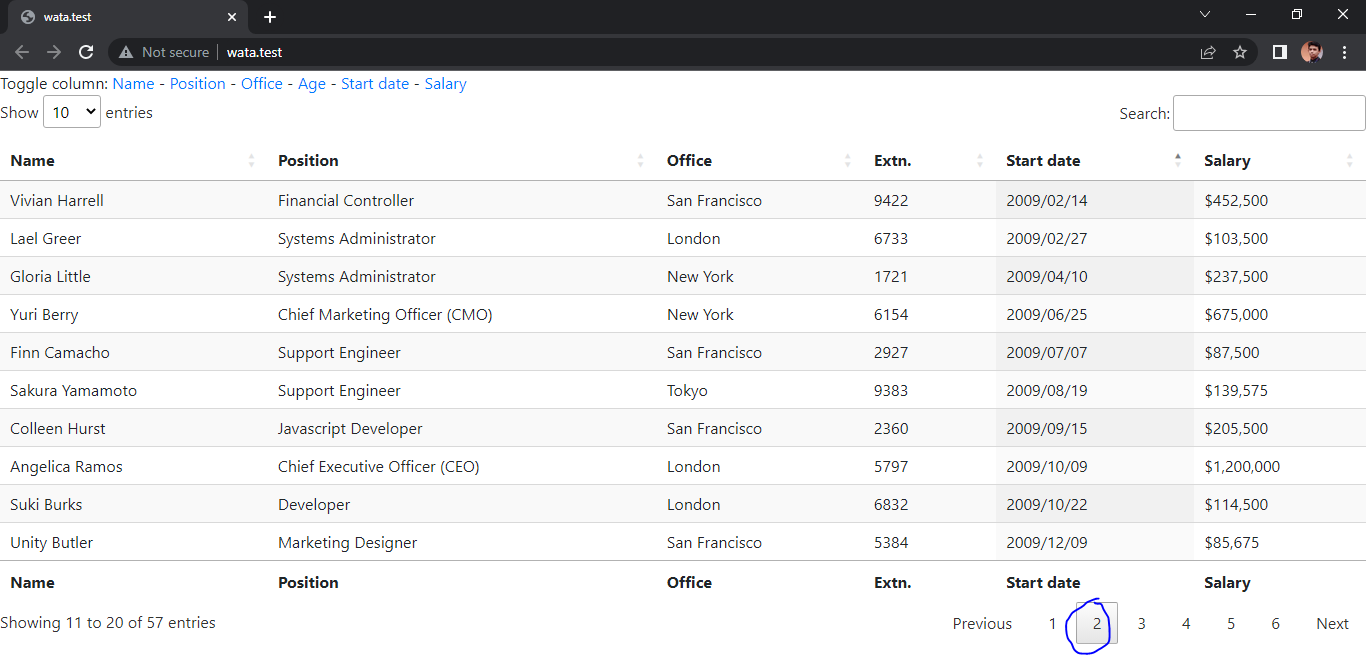 wata.test
Not secure wata.test
Toggle column: Name - Position - Office - Age - Start date - Salary
Show 10 entries Search:
Name Position Office Extn. Start date Salary
Vivian Harrell Financial Controller San Francisco 9422 2009/02/14 $452,500
Lael Greer Systems Administrator London 6733 2009/02/27 $103,500
Gloria Little Systems Administrator New York 1721 2009/04/10 $237,500
Yuri Berry Chief Marketing Officer (CMO) New York 6154 2009/06/25 $675,000
Finn Camacho Support Engineer San Francisco 2927 2009/07/07 $87,500
Sakura Yamamoto Support Engineer Tokyo 9383 2009/08/19 $139,575
Colleen Hurst Javascript Developer San Francisco 2360 2009/09/15 $205,500
Angelica Ramos Chief Executive Officer (CEO) London 5797 2009/10/09 $1,200,000
Suki Burks Developer London 6832 2009/10/22 $114,500
Unity Butler Marketing Designer San Francisco 5384 2009/12/09 $85,675
Name Position Office Extn. Start date Salary
Showing 11 to 20 of 57 entries Previous 1 2 3 4 5 6 Next